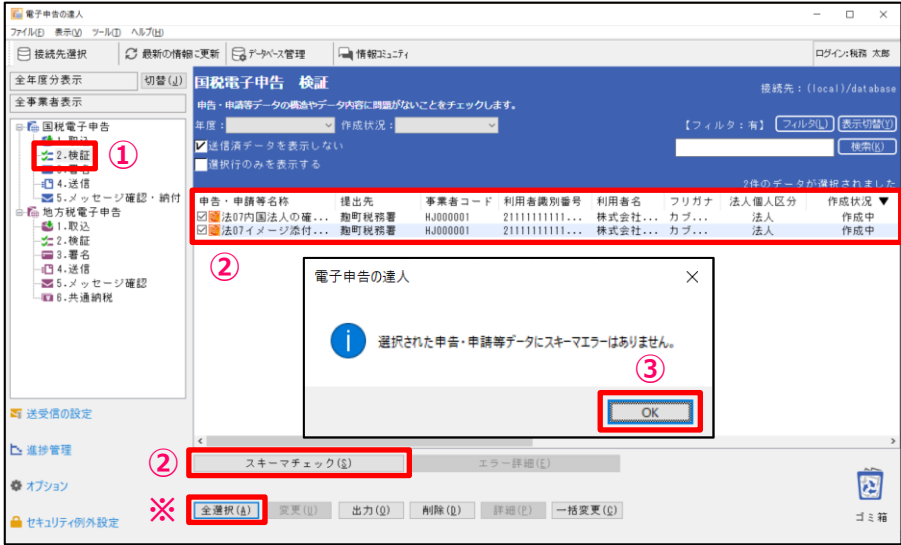 電子申告の達人
ファイル(F) 表示(V) ツール(T) ヘルプ(H)
接続先選択 最新の情報に更新 データベース管理 情報コミュニティ ログイン:税務 太郎
全年度分表示 切替(J)
全事業者表示
国税電子申告
1.取込
2.検証
①
3.署名
4.送信
5.メッセージ確認・納付
地方税電子申告
1.取込
2.検証
3.署名
4.送信
5.メッセージ確認
6.共通納税
送受信の設定
進捗管理
オプション
セキュリティ例外設定
国税電子申告 検証
接続先:(local)/database
申告・申請等データの構造やデータ内容に問題がないことをチェックします。
年度: 作成状況: 【フィルタ:有】 フィルタ(L) 表示切替(Y)
送信済データを表示しない 検索(K)
選択行のみを表示する
2件のデータが選択されました
申告・申請等名称 提出先 事業者コード 利用者識別番号 利用者名 フリガナ 法人個人区分 作成状況 ▼
法07内国法人の確... 麹町税務署 HJ000001 21111111111... 株式会社... カブ... 法人 作成中
法07イメージ添付... 麹町税務署 HJ000001 21111111111... 株式会社... カブ... 法人 作成中
②
電子申告の達人
選択された申告・申請等データにスキーマエラーはありません。
③
OK
②
スキーマチェック(S) エラー詳細(E)
※
全選択(A) 変更(U) 出力(O) 削除(D) 詳細(P) 一括変更(C)
ゴミ箱